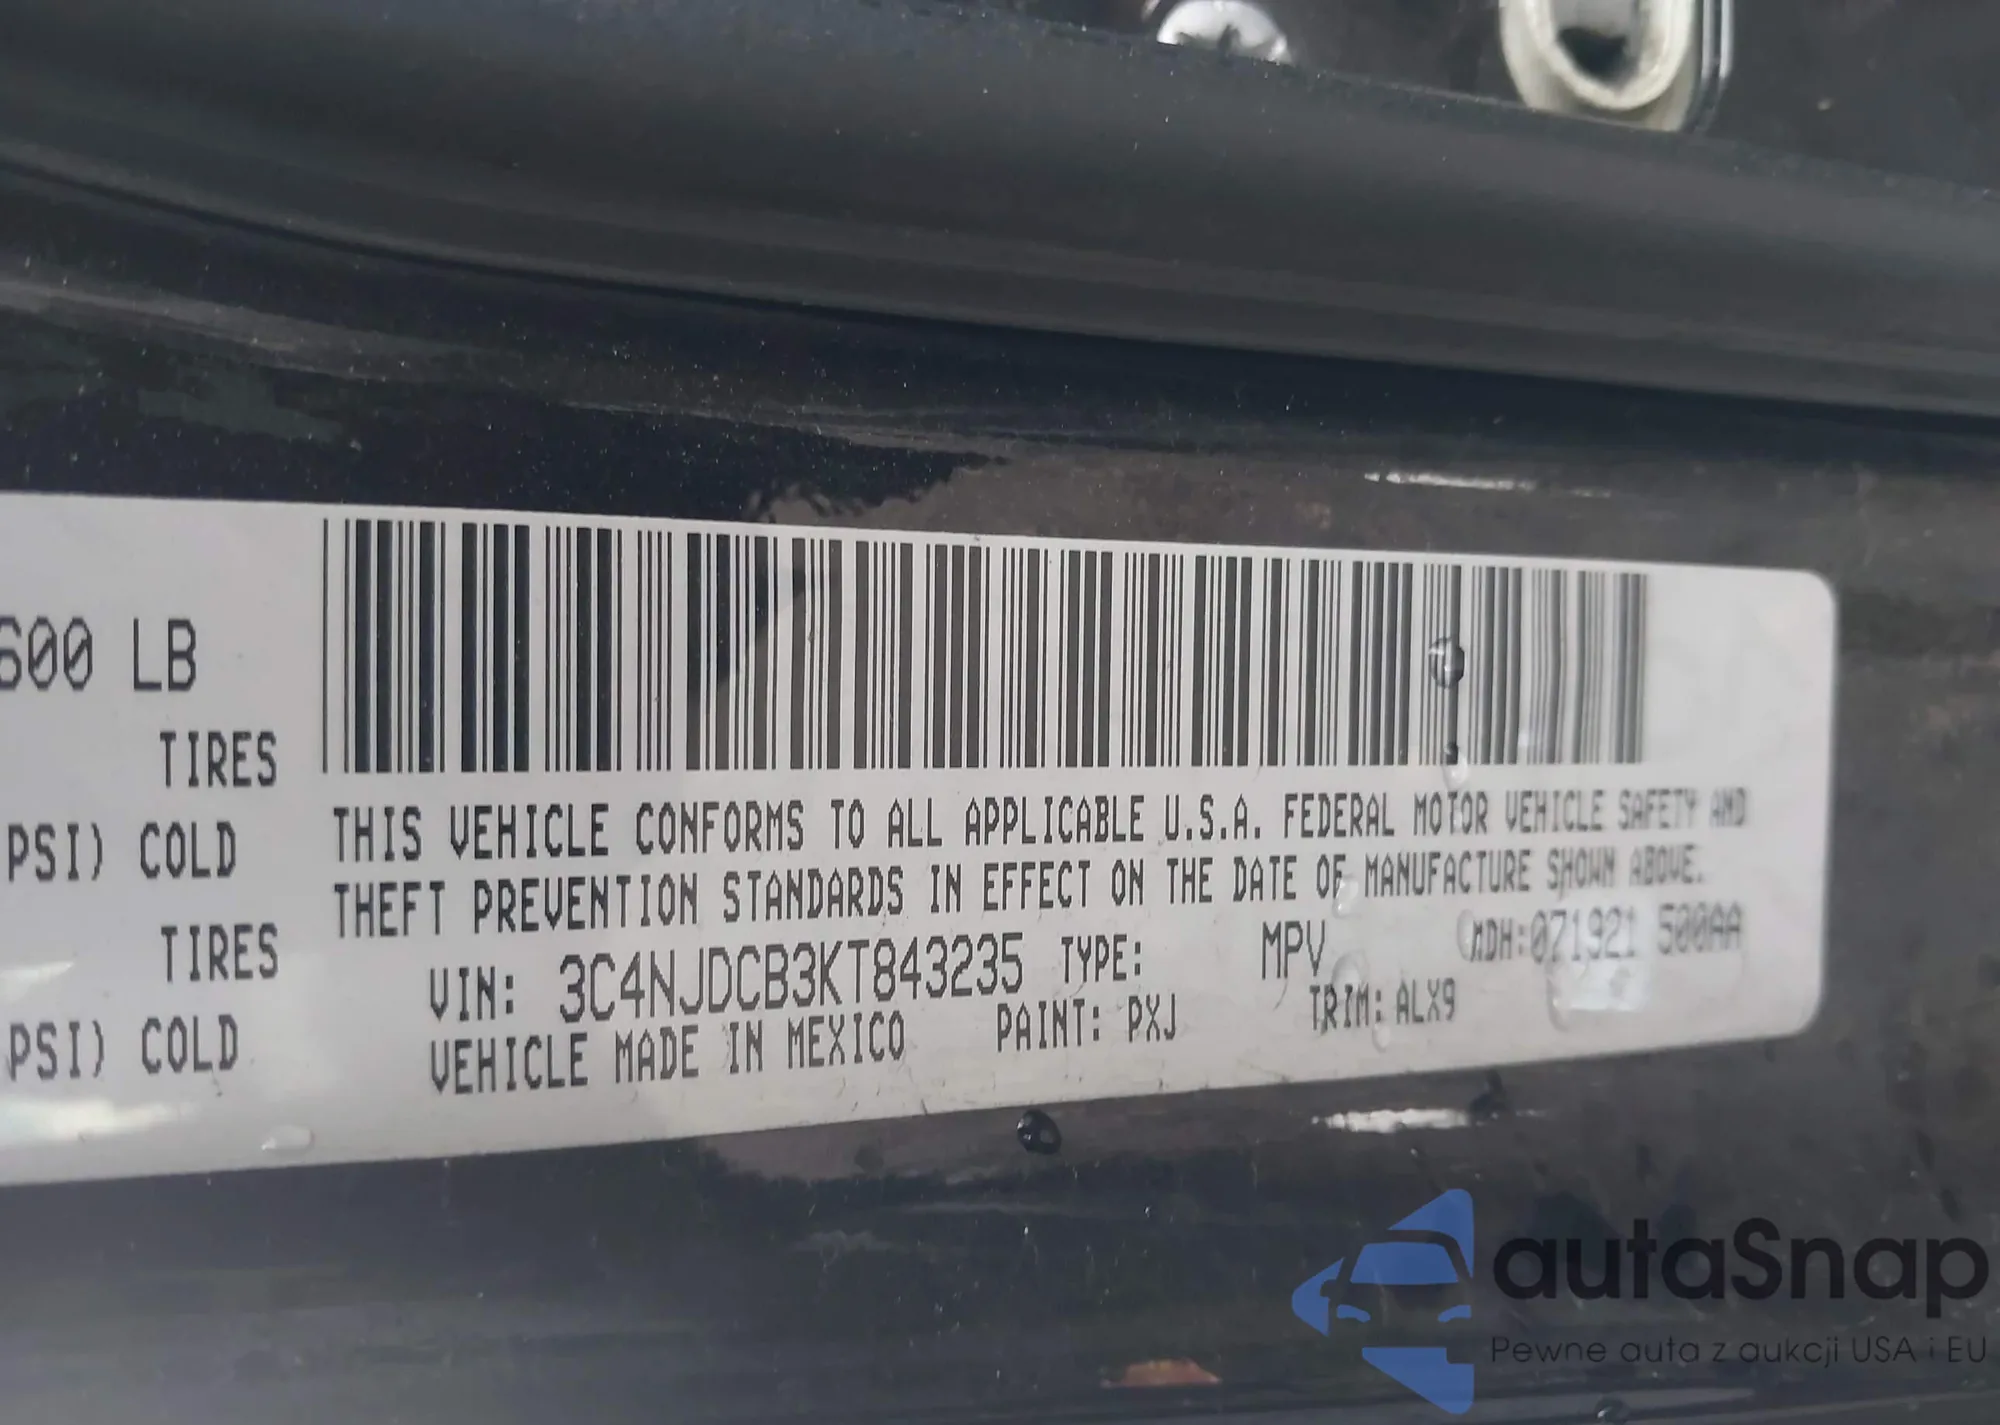 600 LB
TIRES
PSI) COLD
TIRES
PSI) COLD
THIS VEHICLE CONFORMS TO ALL APPLICABLE U.S.A. FEDERAL MOTOR VEHICLE SAFETY AND
THEFT PREVENTION STANDARDS IN EFFECT ON THE DATE OF MANUFACTURE SHOWN ABOVE.
VIN: 3C4NJDCB3KT843235 TYPE: MPV MDH:071921 500AA
VEHICLE MADE IN MEXICO PAINT: PXJ TRIM: ALX9
autaSnap
Pewne auta z aukcji USA i EU